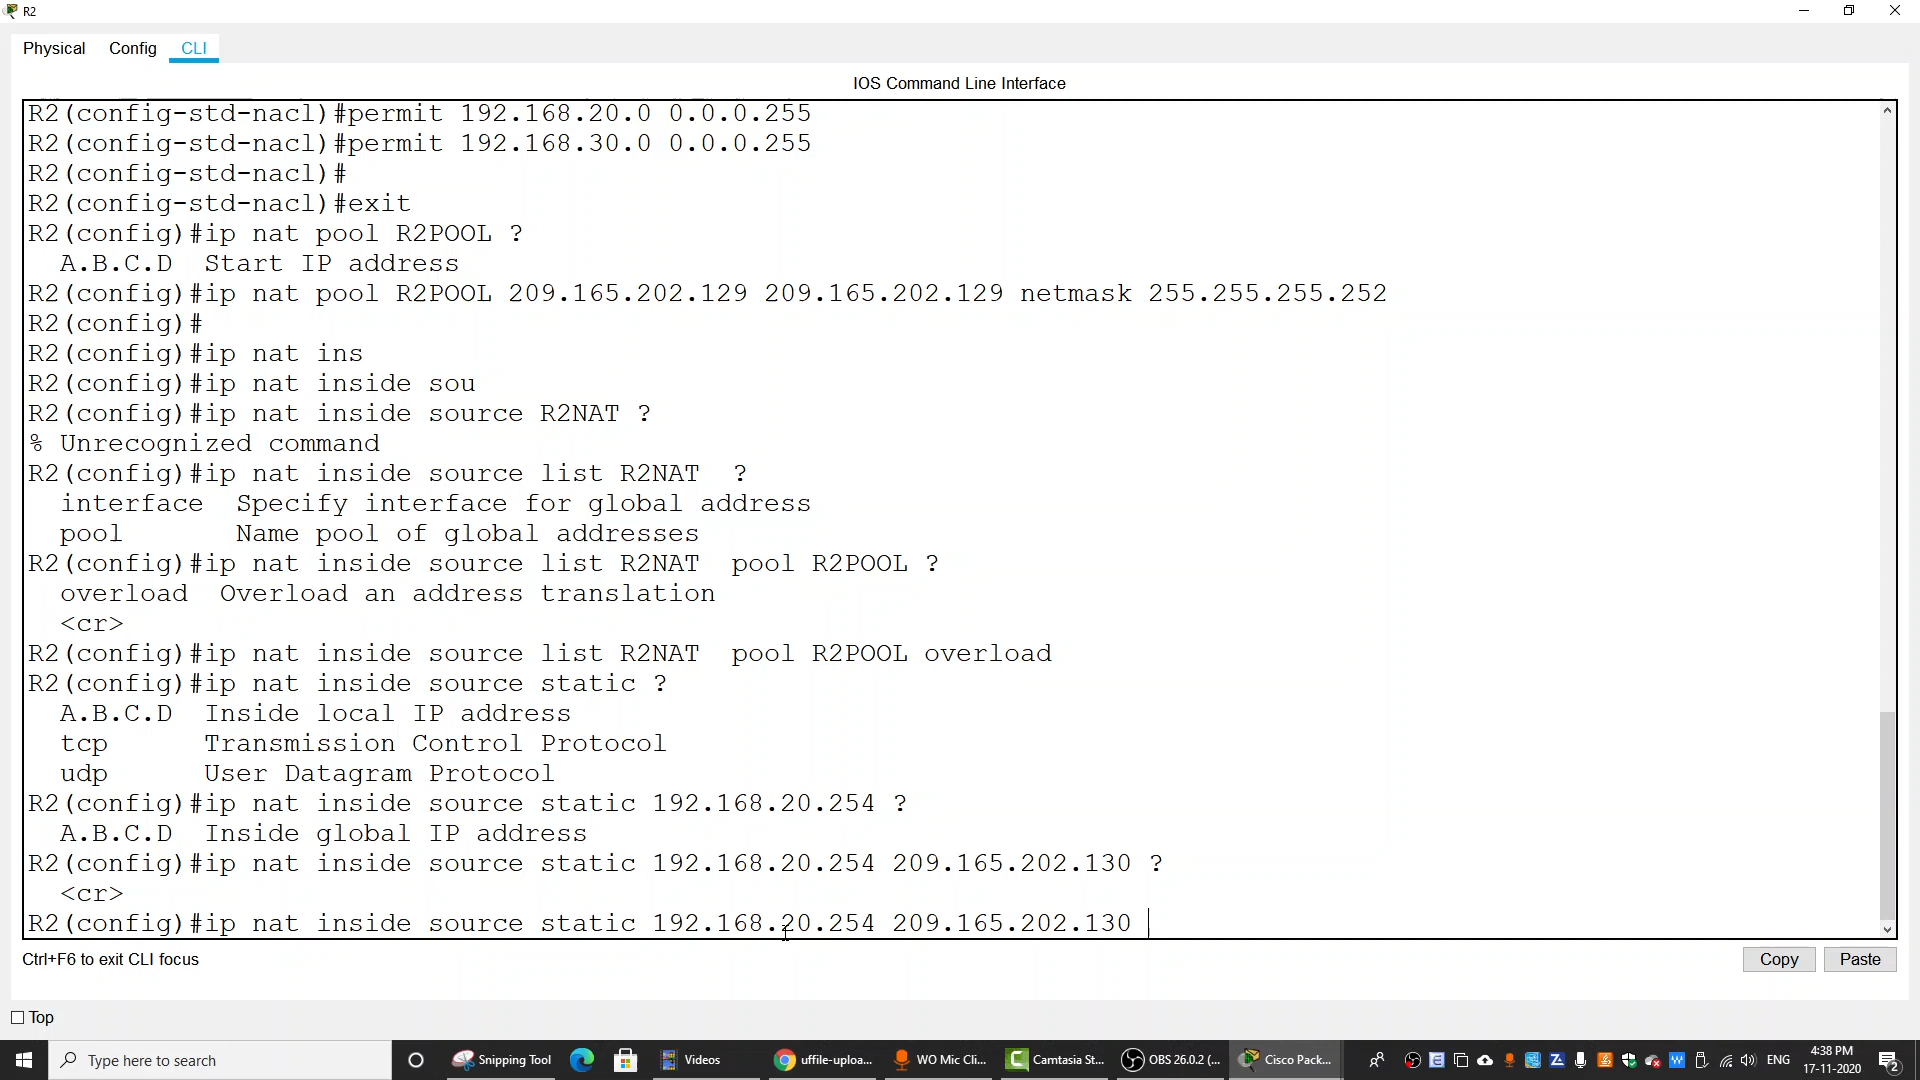 R2
Physical Config CLI
IOS Command Line Interface
R2(config-std-nacl)#permit 192.168.20.0 0.0.0.255
R2(config-std-nacl)#permit 192.168.30.0 0.0.0.255
R2(config-std-nacl)#
R2(config-std-nacl)#exit
R2(config)#ip nat pool R2POOL ?
A.B.C.D Start IP address
R2(config)#ip nat pool R2POOL 209.165.202.129 209.165.202.129 netmask 255.255.255.252
R2(config)#
R2(config)#ip nat ins
R2(config)#ip nat inside sou
R2(config)#ip nat inside source R2NAT ?
% Unrecognized command
R2(config)#ip nat inside source list R2NAT ?
interface Specify interface for global address
pool Name pool of global addresses
R2(config)#ip nat inside source list R2NAT pool R2POOL ?
overload Overload an address translation
<cr>
R2(config)#ip nat inside source list R2NAT pool R2POOL overload
R2(config)#ip nat inside source static ?
A.B.C.D Inside local IP address
tcp Transmission Control Protocol
udp User Datagram Protocol
R2(config)#ip nat inside source static 192.168.20.254 ?
A.B.C.D Inside global IP address
R2(config)#ip nat inside source static 192.168.20.254 209.165.202.130 ?
<cr>
R2(config)#ip nat inside source static 192.168.20.254 209.165.202.130
Ctrl+F6 to exit CLI focus
Copy Paste
Top
Type here to search Snipping Tool Videos uffile-uploa... WO Mic Cli... Camtasia St... OBS 26.0.2 (... Cisco Pack... ENG 4:38 PM
17-11-2020 2